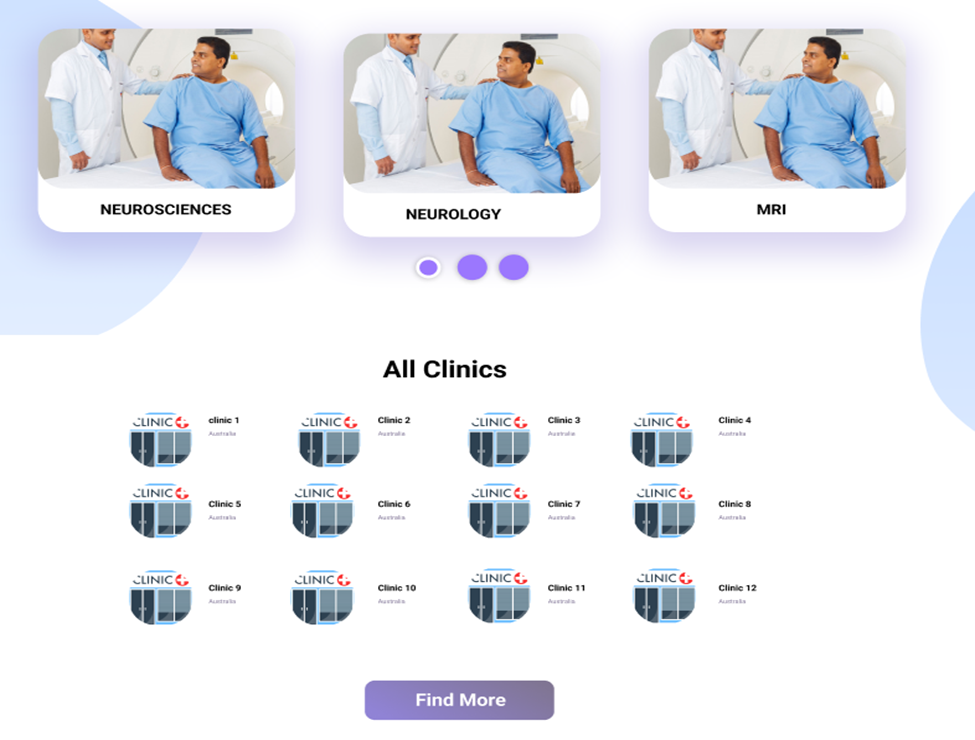 NEUROSCIENCES NEUROLOGY MRI
All Clinics
CLINIC clinic 1 CLINIC Clinic 2 CLINIC Clinic 3 CLINIC Clinic 4
Australia Australia Australia Australia
CLINIC CLINIC CLINIC CLINIC
Clinic 5 Clinic 6 Clinic 7 Clinic 8
Australia Australia Australia Australia
CLINIC CLINIC CLINIC CLINIC
Clinic 9 Clinic 10 Clinic 11 Clinic 12
Australia Australia Australia Australia
Find More